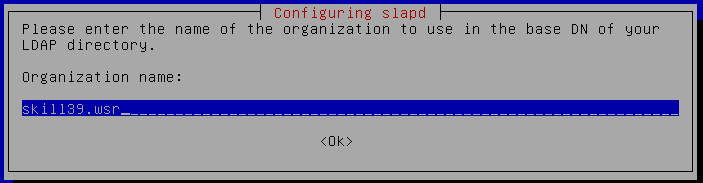 Configuring slapd
Please enter the name of the organization to use in the base DN of your
LDAP directory.
Organization name:
skill39.wsr
<Ok>